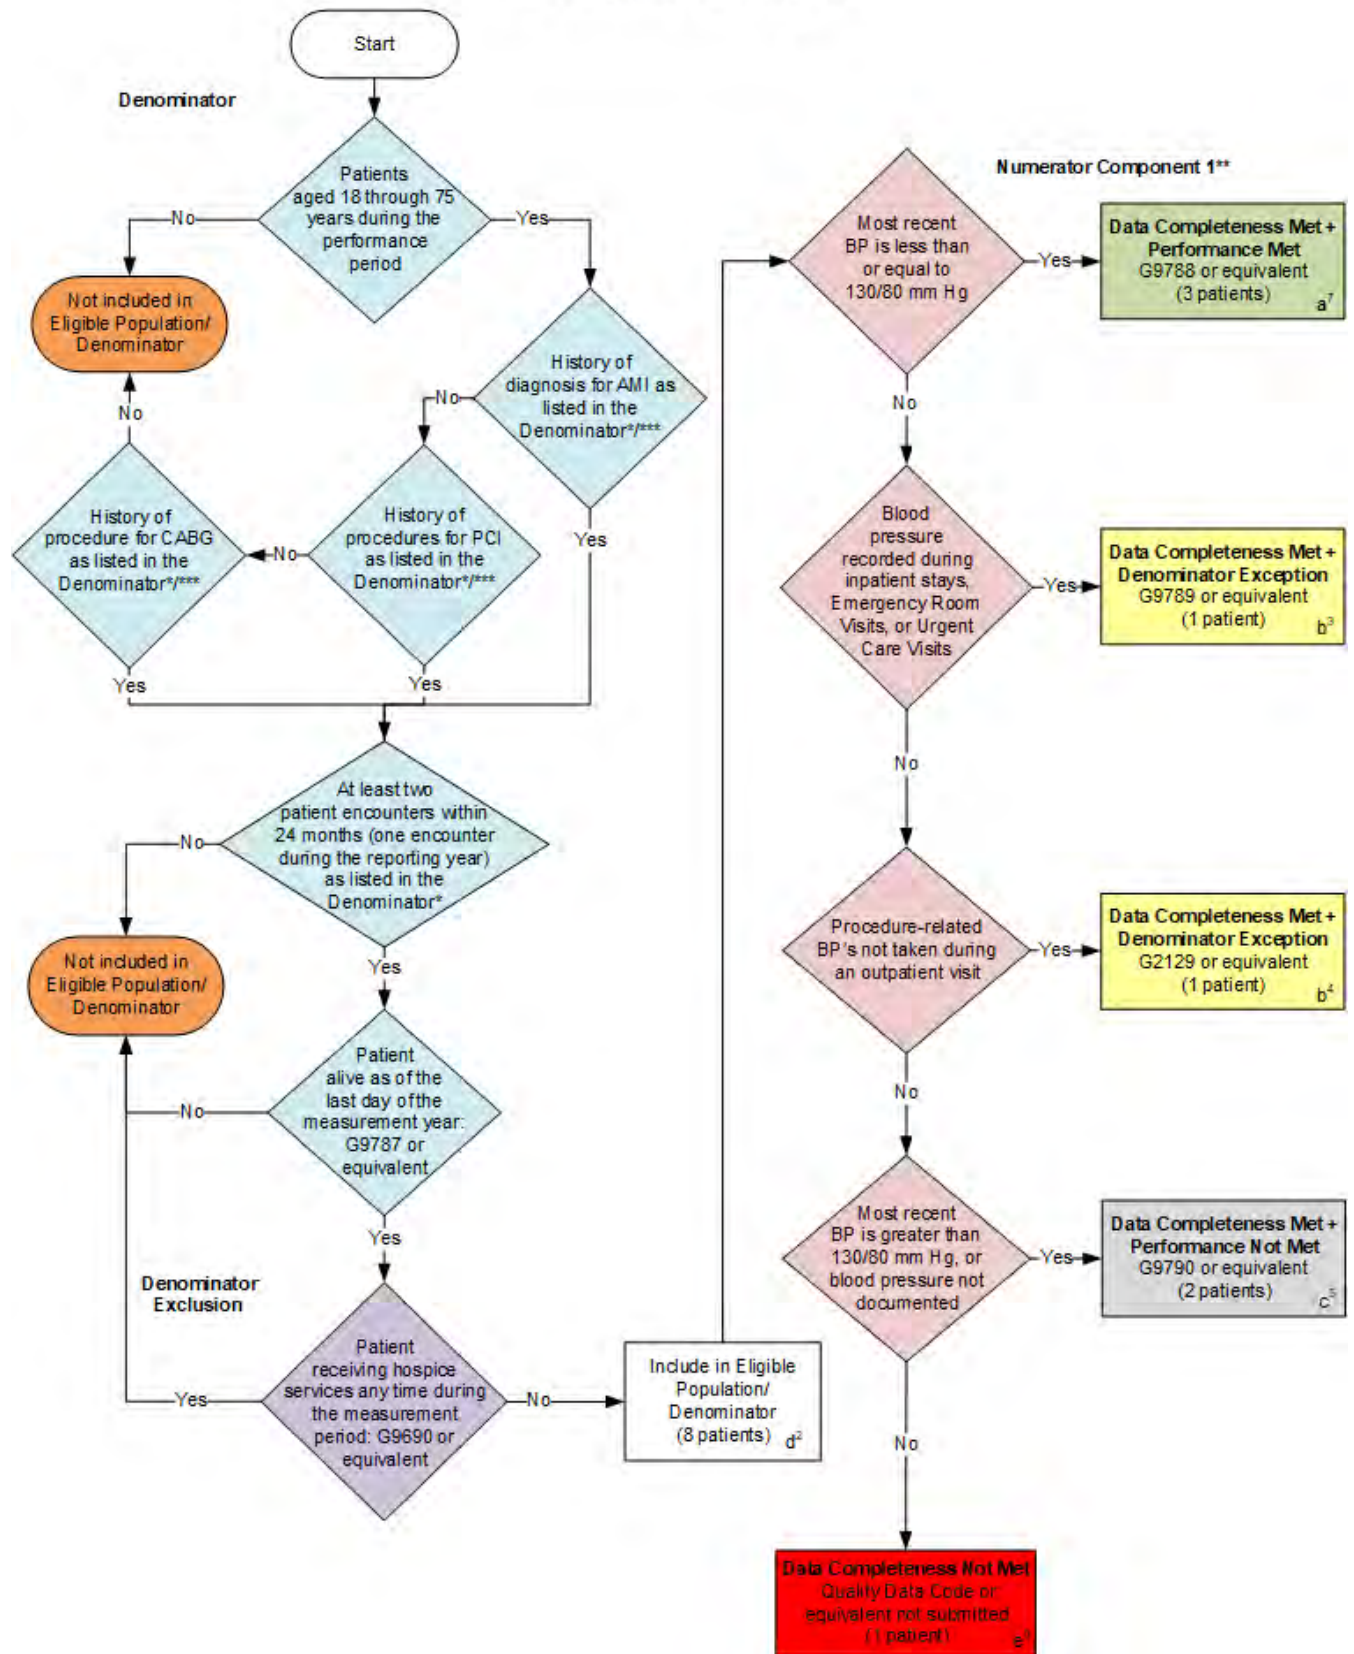 Start
Denominator
Patients
aged 18 through 75
years during the
performance
period
No
Yes
Not included in
Eligible Population/
Denominator
History of
diagnosis for AMI as
listed in the
Denominator*/***
No
No
Yes
History of
procedure for CABG
as listed in the
Denominator*/***
No
History of
procedures for PCI
as listed in the
Denominator*/***
Yes
Yes
At least two
patient encounters within
24 months (one encounter
during the reporting year)
as listed in the
Denominator*
No
Yes
Not included in
Eligible Population/
Denominator
Patient
alive as of the
last day of the
measurement year:
G9787 or
equivalent
No
Yes
Denominator
Exclusion
Patient
receiving hospice
services any time during
the measurement
period: G9690 or
equivalent
Yes
No
Include in Eligible
Population/
Denominator
(8 patients) d²
Numerator Component 1**
Most recent
BP is less than
or equal to
130/80 mm Hg
Yes
Data Completeness Met +
Performance Met
G9788 or equivalent
(3 patients)
a⁷
No
Blood
pressure
recorded during
inpatient stays,
Emergency Room
Visits, or Urgent
Care Visits
Yes
Data Completeness Met +
Denominator Exception
G9789 or equivalent
(1 patient)
b³
No
Procedure-related
BP's not taken during
an outpatient visit
Yes
Data Completeness Met +
Denominator Exception
G2129 or equivalent
(1 patient)
b⁴
No
Most recent
BP is greater than
130/80 mm Hg, or
blood pressure not
documented
Yes
Data Completeness Met +
Performance Not Met
G9790 or equivalent
(2 patients)
No
Data Completeness Not Met
Quality Data Code or
equivalent not submitted
(1 patient)